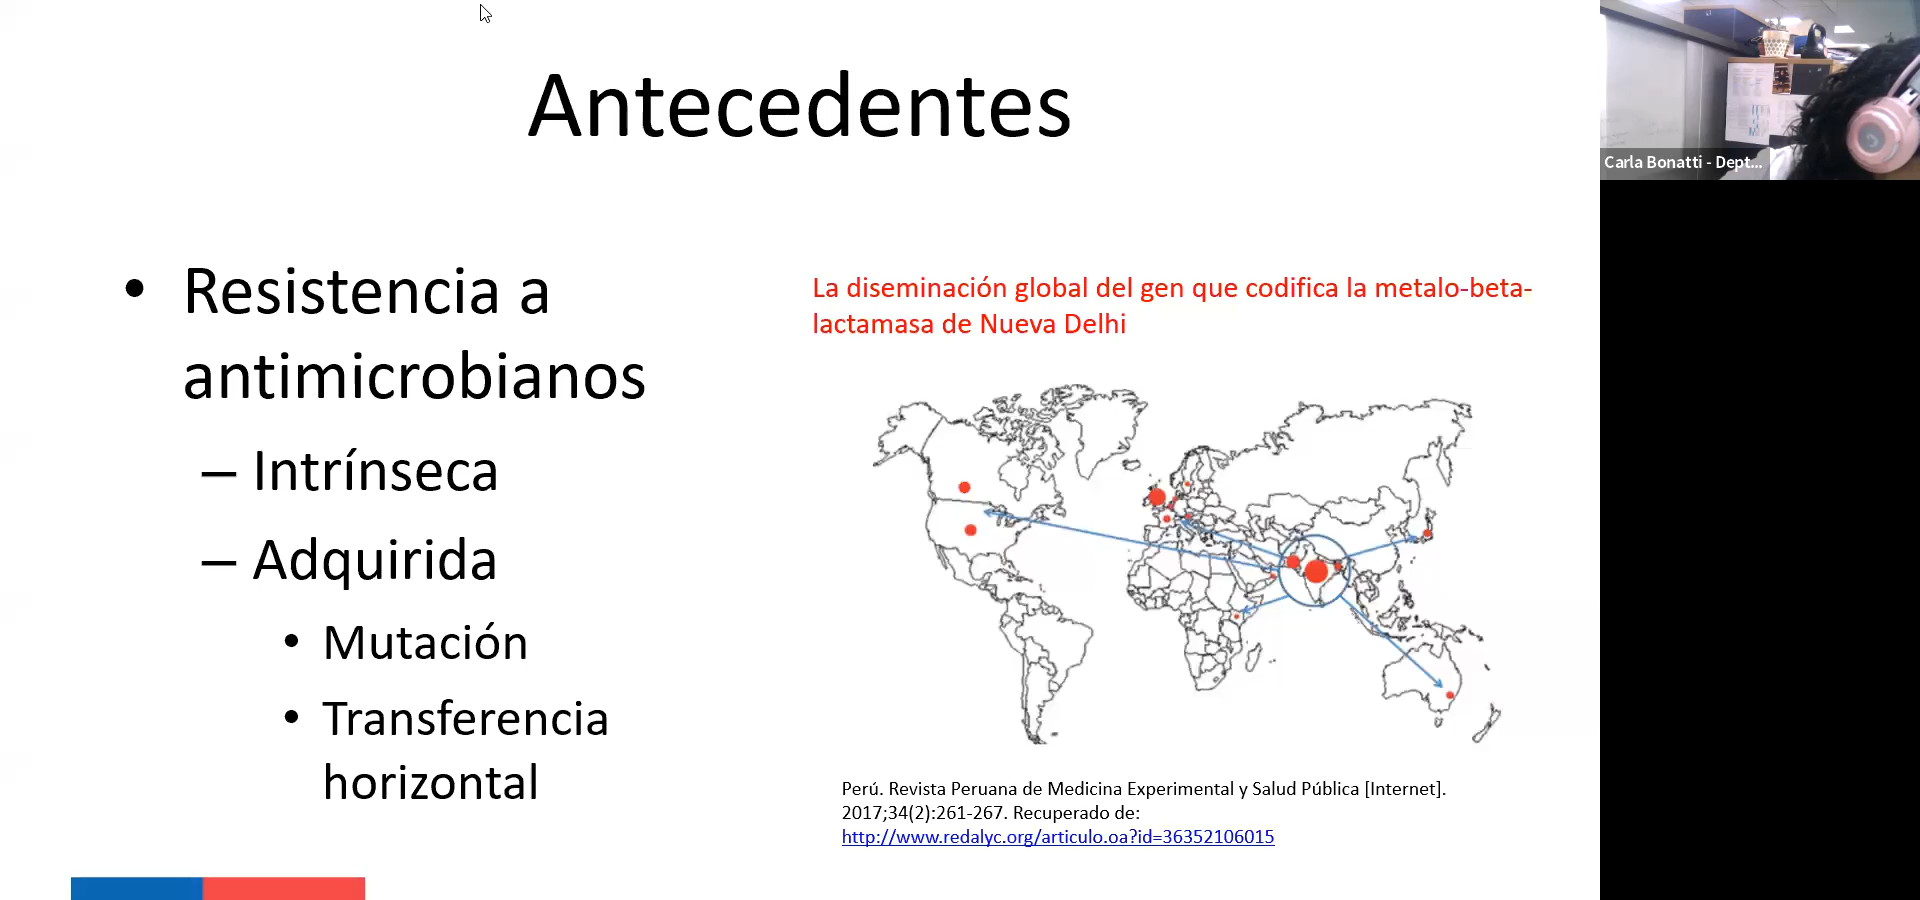 Antecedentes
• Resistencia a
antimicrobianos
– Intrínseca
– Adquirida
• Mutación
• Transferencia
horizontal
La diseminación global del gen que codifica la metalo-beta-
lactamasa de Nueva Delhi
Perú. Revista Peruana de Medicina Experimental y Salud Pública [Internet].
2017;34(2):261-267. Recuperado de:
http://www.redalyc.org/articulo.oa?id=36352106015
Carla Bonatti - Dept...